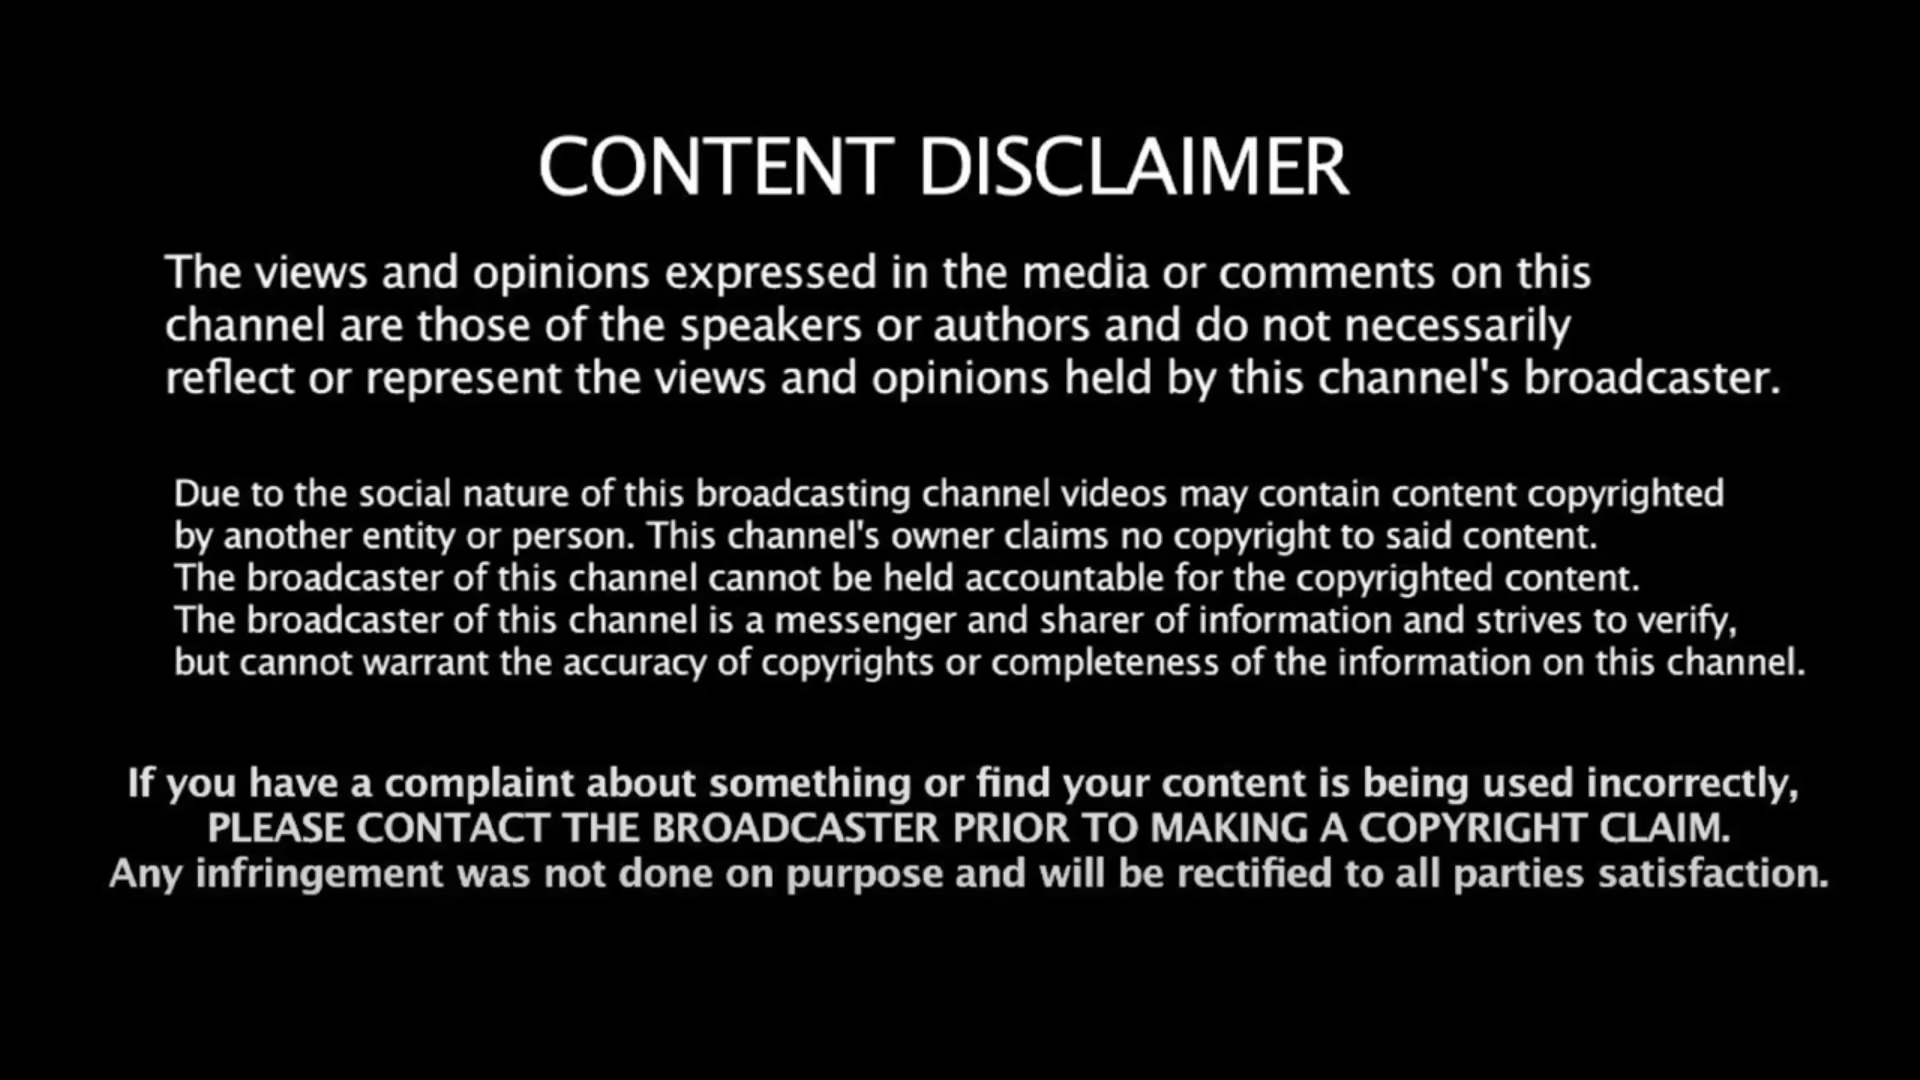 CONTENT DISCLAIMER
The views and opinions expressed in the media or comments on this
channel are those of the speakers or authors and do not necessarily
reflect or represent the views and opinions held by this channel's broadcaster.
Due to the social nature of this broadcasting channel videos may contain content copyrighted
by another entity or person. This channel's owner claims no copyright to said content.
The broadcaster of this channel cannot be held accountable for the copyrighted content.
The broadcaster of this channel is a messenger and sharer of information and strives to verify,
but cannot warrant the accuracy of copyrights or completeness of the information on this channel.
If you have a complaint about something or find your content is being used incorrectly,
PLEASE CONTACT THE BROADCASTER PRIOR TO MAKING A COPYRIGHT CLAIM.
Any infringement was not done on purpose and will be rectified to all parties satisfaction.